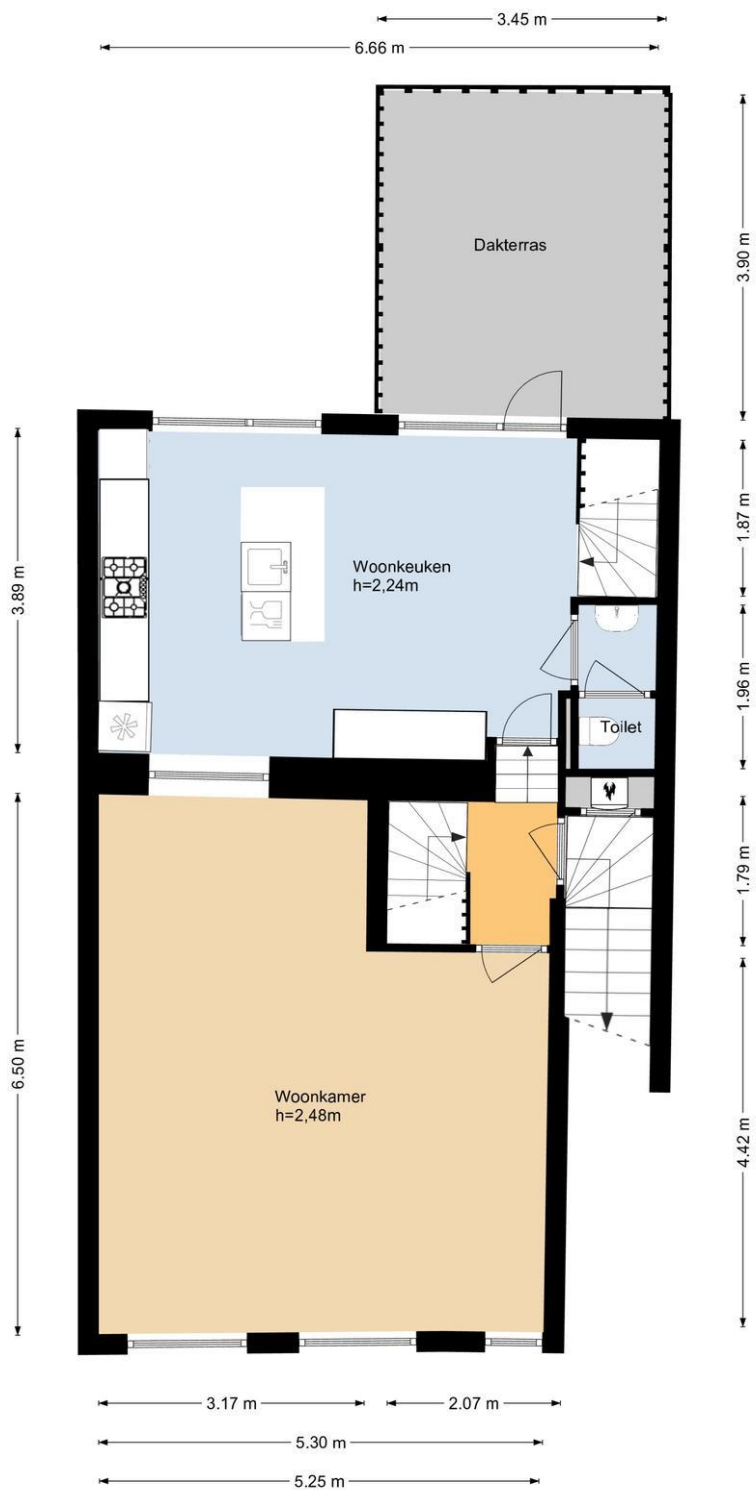 3.45 m
6.66 m
Dakterras
3.90 m
Woonkeuken
h=2,24m
1.87 m
3.89 m
1.96 m
Toilet
1.79 m
6.50 m
Woonkamer
h=2,48m
4.42 m
3.17 m
2.07 m
5.30 m
5.25 m